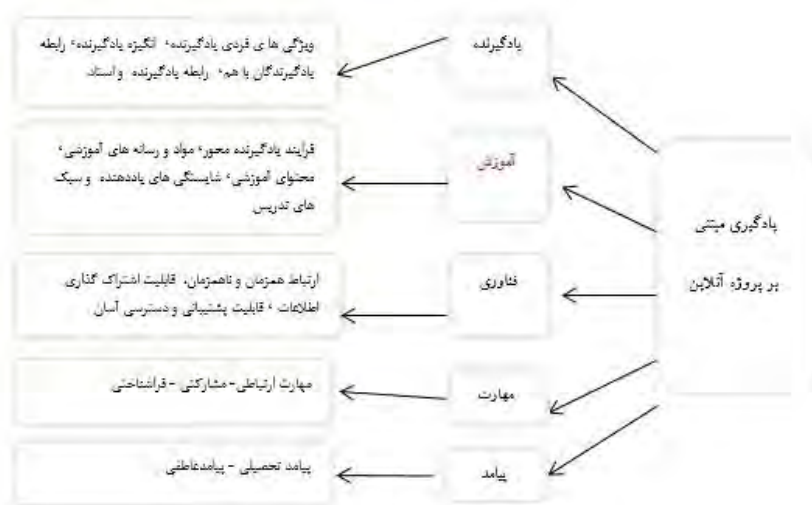 یادگیری مبتنی
بر پروژه آنلاین
یادگیرنده
ویژگی ها ی فردی یادگیرنده، انگیزه یادگیرنده، رابطه
یادگیرندگان با هم، رابطه یادگیرنده و استاد.
آموزش
فرآیند یادگیرنده محور، مواد و رسانه های آموزشی،
محتوای آموزشی، شایستگی های یاددهنده و سبک
های تدریس
فناوری
ارتباط همزمان و ناهمزمان، قابلیت اشتراک گذاری
اطلاعات ، قابلیت پشتیبانی و دسترسی آسان
مهارت
مهارت ارتباطی- مشارکتی - فراشناختی
پیامد
پیامد تحصیلی - پیامدعاطفی